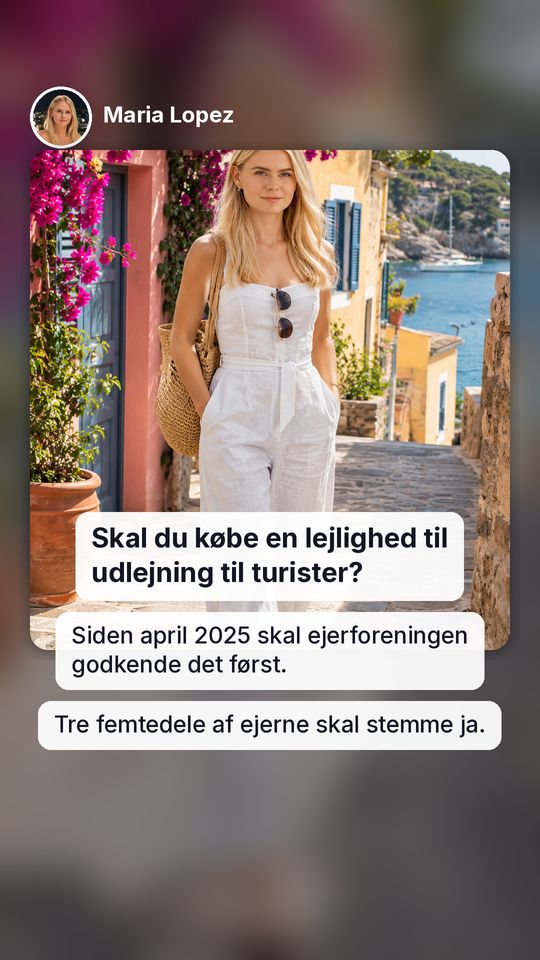 Maria Lopez
Skal du købe en lejlighed til
udlejning til turister?
Siden april 2025 skal ejerforeningen
godkende det først.
Tre femtedele af ejerne skal stemme ja.